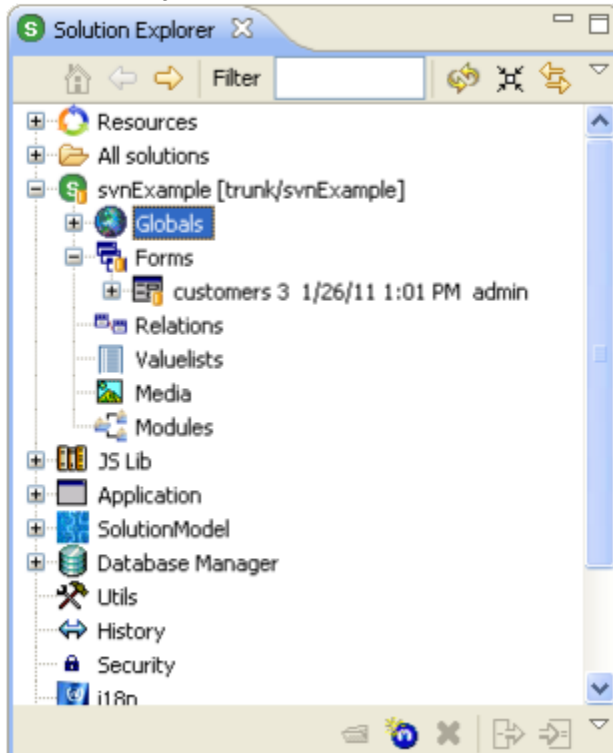 Solution Explorer
Filter
Resources
All solutions
svnExample [trunk/svnExample]
Globals
Forms
customers 3 1/26/11 1:01 PM admin
Relations
Valuelists
Media
Modules
JS Lib
Application
SolutionModel
Database Manager
Utils
History
Security
i18n